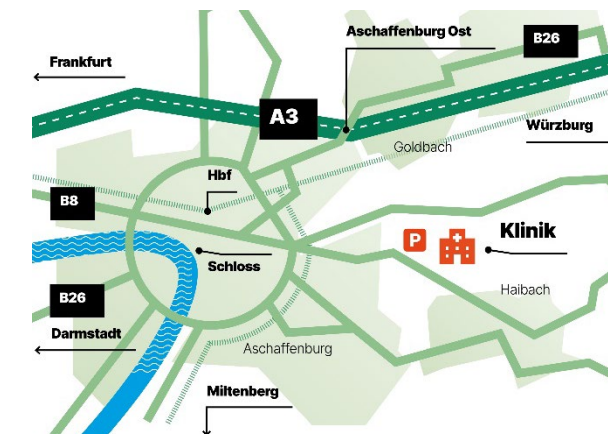 Aschaffenburg Ost
B26
Frankfurt
A3
Würzburg
Goldbach
Hbf
B8
P
Klinik
Schloss
Haibach
B26
Darmstadt
Aschaffenburg
Miltenberg